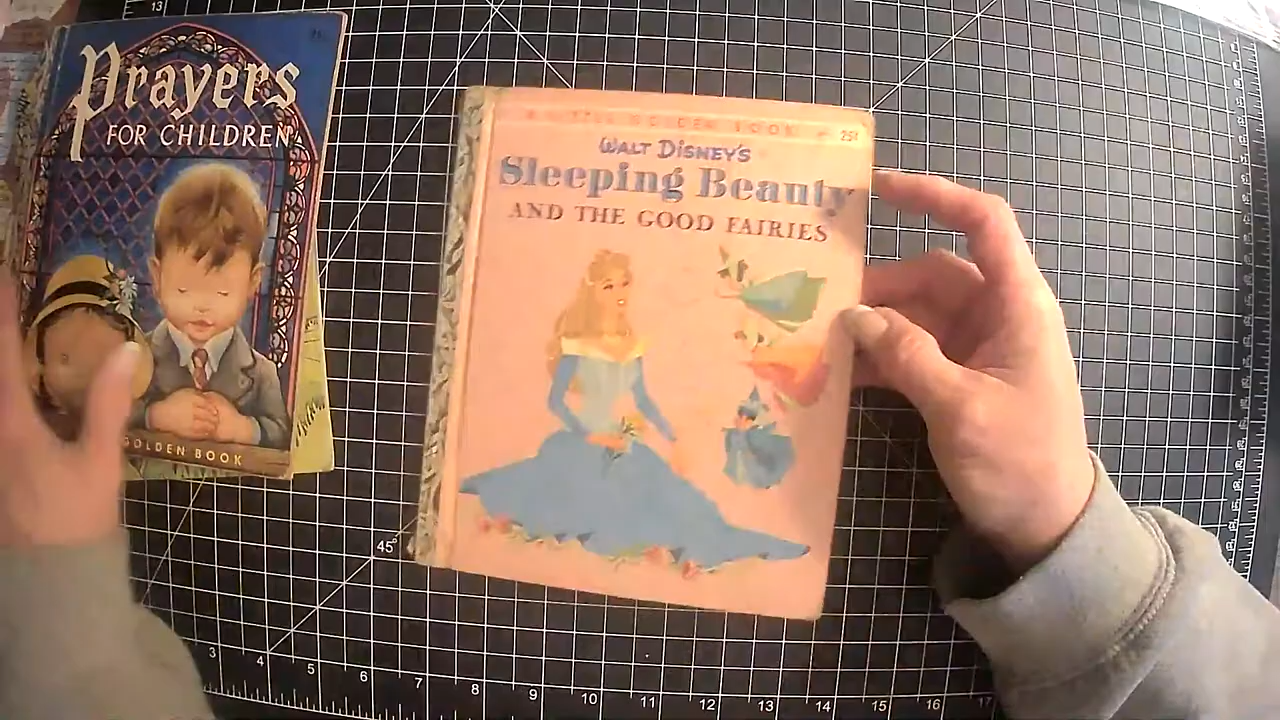 13
Prayers
FOR CHILDREN
GOLDEN BOOK
A LITTLE GOLDEN BOOK 25¢
WALT DISNEY'S
Sleeping Beauty
AND THE GOOD FAIRIES
45°
3 4 5 6 7 8 9 10 11 12 13 14 15 16 17